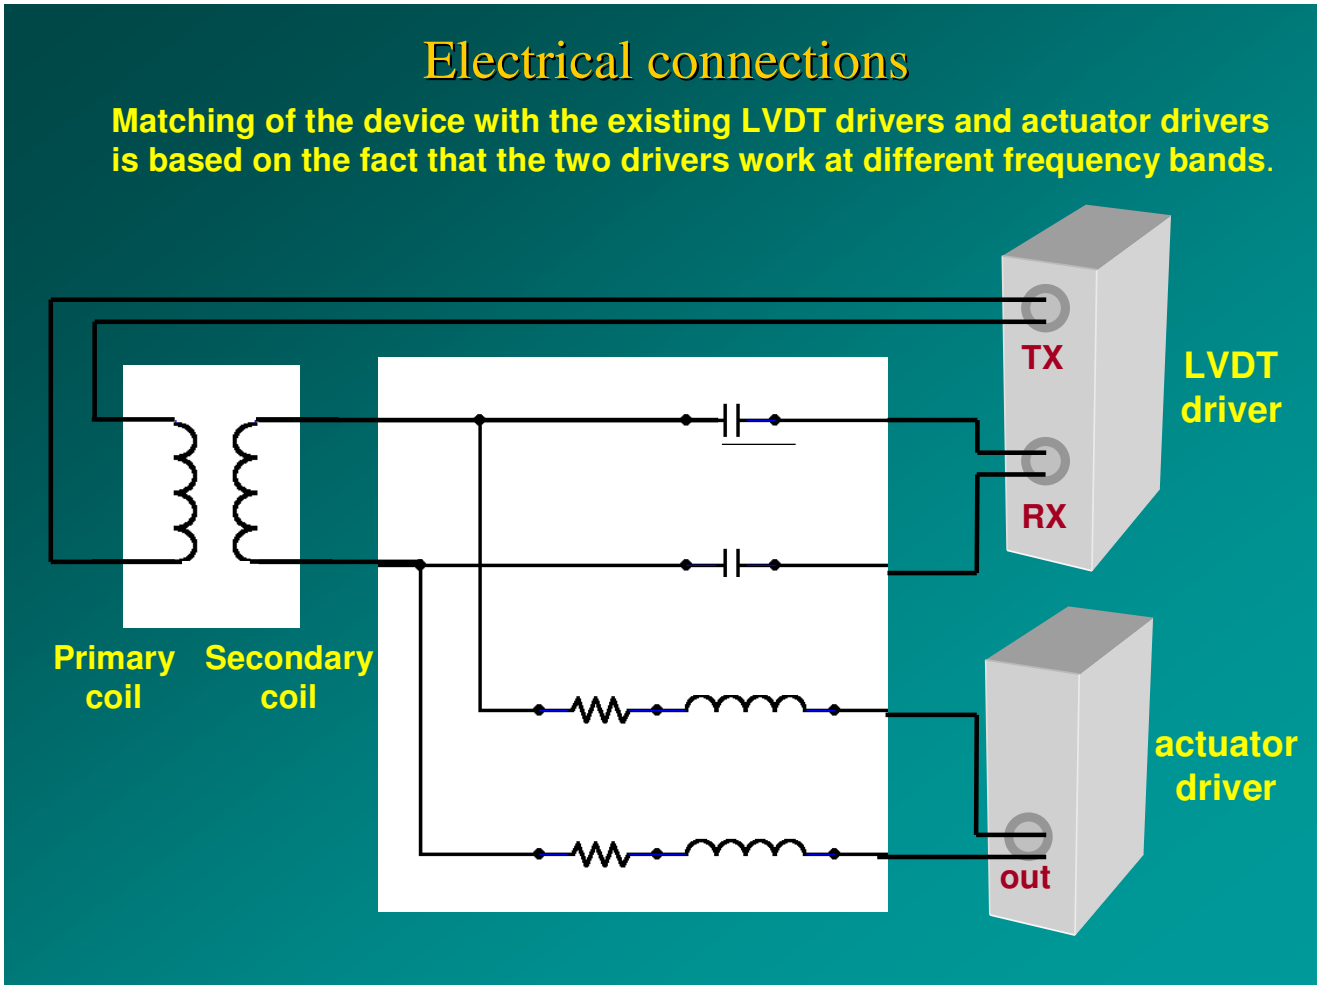 Electrical connections
Matching of the device with the existing LVDT drivers and actuator drivers
is based on the fact that the two drivers work at different frequency bands.
TX
LVDT
driver
RX
Primary
coil
Secondary
coil
actuator
driver
out